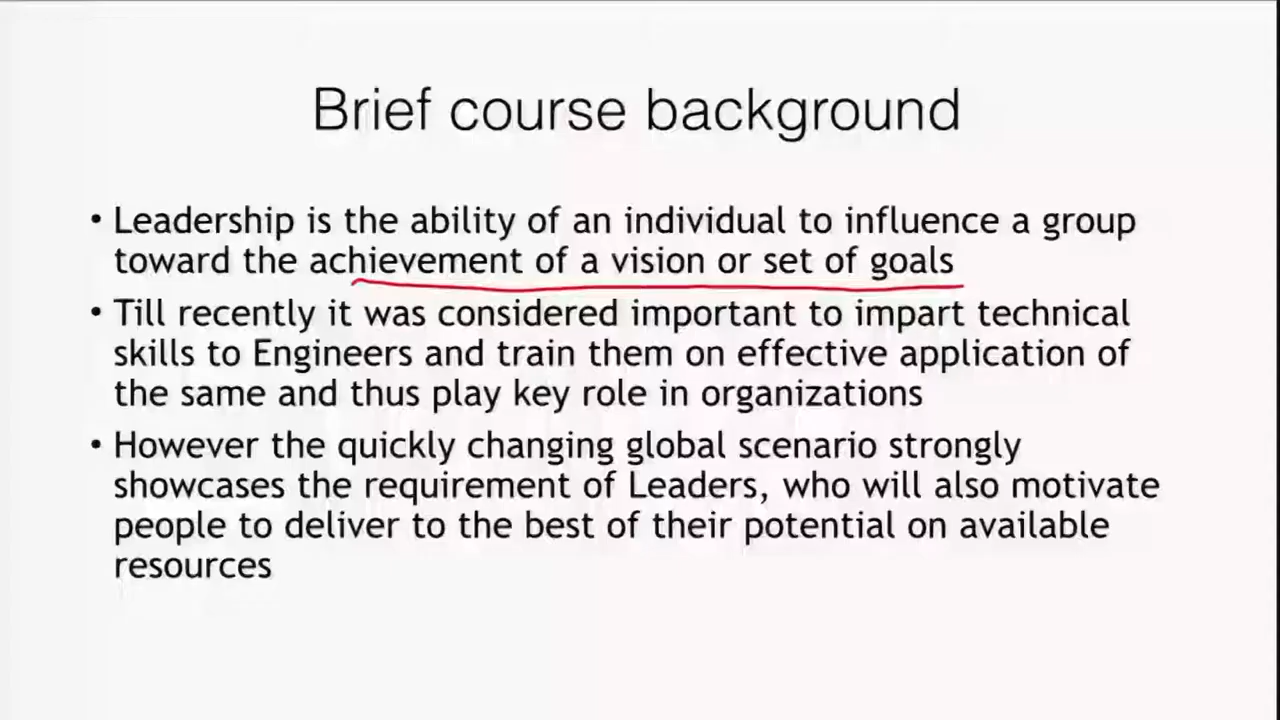 Brief course background
• Leadership is the ability of an individual to influence a group
toward the achievement of a vision or set of goals
• Till recently it was considered important to impart technical
skills to Engineers and train them on effective application of
the same and thus play key role in organizations
• However the quickly changing global scenario strongly
showcases the requirement of Leaders, who will also motivate
people to deliver to the best of their potential on available
resources